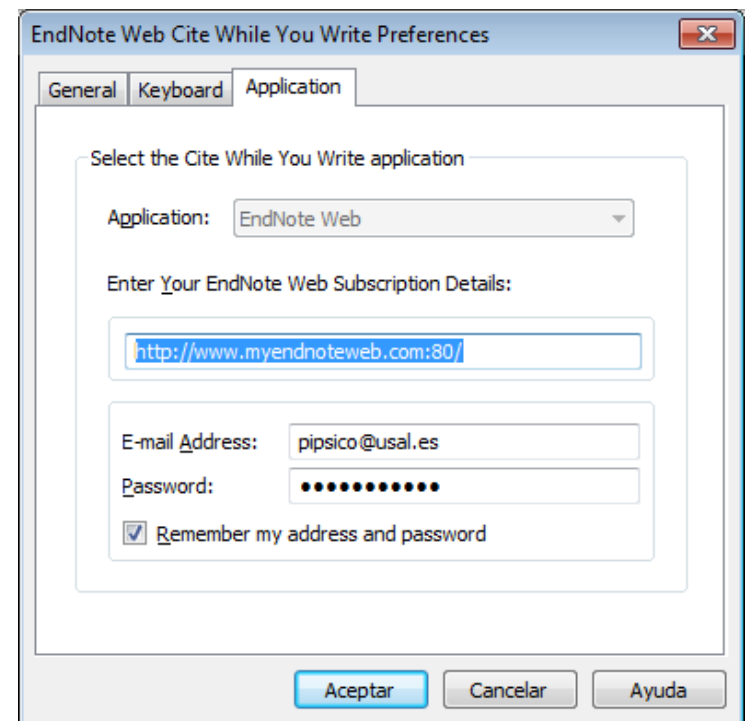 EndNote Web Cite While You Write Preferences
General Keyboard Application
Select the Cite While You Write application
Application: EndNote Web
Enter Your EndNote Web Subscription Details:
http://www.myendnoteweb.com:80/
E-mail Address: pipsico@usal.es
Password: ●●●●●●●●●●●
Remember my address and password
Aceptar Cancelar Ayuda